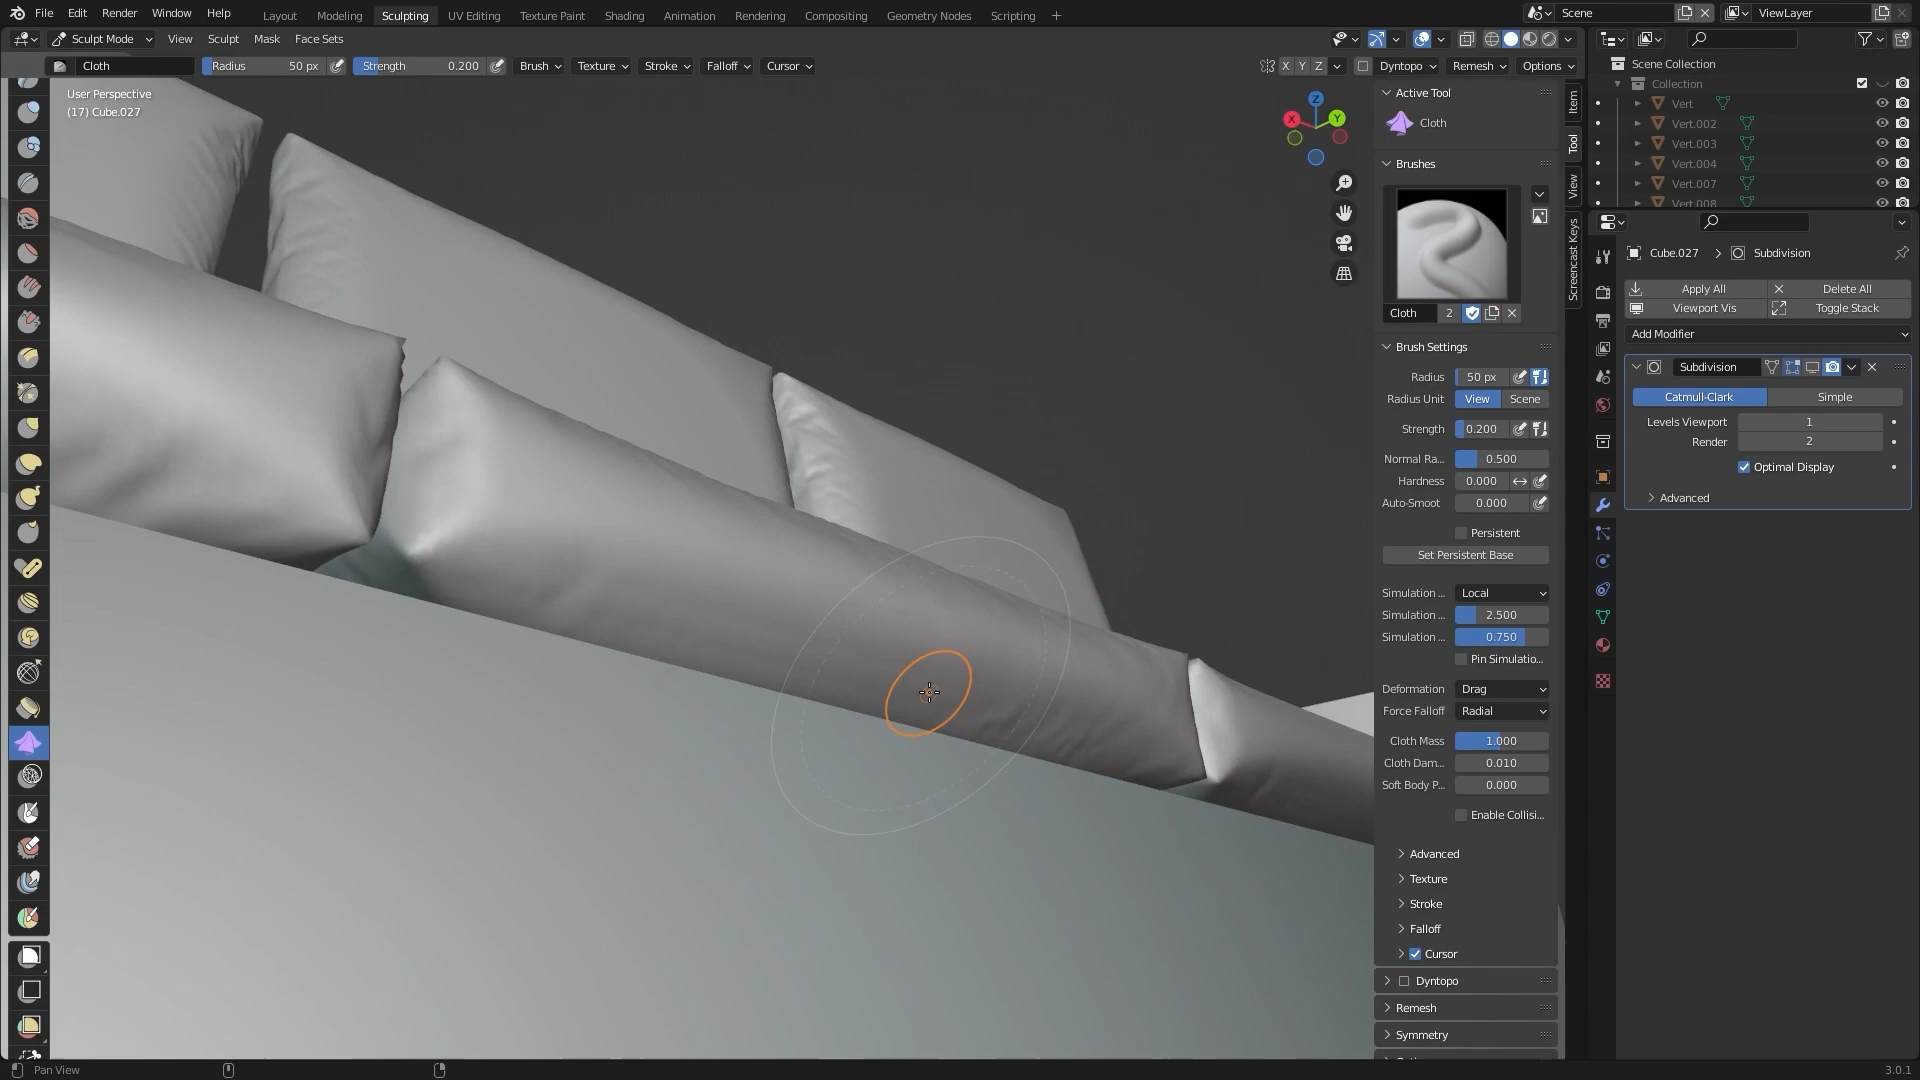 File Edit Render Window Help
Layout Modeling Sculpting UV Editing Texture Paint Shading Animation Rendering Compositing Geometry Nodes Scripting +
Scene
ViewLayer
Sculpt Mode View Sculpt Mask Face Sets
Cloth Radius 50 px Strength 0.200 Brush Texture Stroke Falloff Cursor
X Y Z Dyntopo Remesh Options
User Perspective
(17) Cube.027
Z
X
Y
Active Tool
Cloth
Brushes
Cloth 2
Brush Settings
Radius 50 px
Radius Unit View Scene
Strength 0.200
Normal Ra... 0.500
Hardness 0.000
Auto-Smoot 0.000
Persistent
Set Persistent Base
Simulation ... Local
Simulation ... 2.500
Simulation ... 0.750
Pin Simulatio...
Deformation Drag
Force Falloff Radial
Cloth Mass 1.000
Cloth Dam... 0.010
Soft Body P... 0.000
Enable Collisi...
Advanced
Texture
Stroke
Falloff
Cursor
Dyntopo
Remesh
Symmetry
Item
Tool
View
Screencast Keys
Scene Collection
Collection
Vert
Vert.002
Vert.003
Vert.004
Vert.007
Vert.008
Cube.027 Subdivision
Apply All Delete All
Viewport Vis Toggle Stack
Add Modifier
Subdivision
Catmull-Clark Simple
Levels Viewport 1
Render 2
Optimal Display
Advanced
Pan View
3.0.1